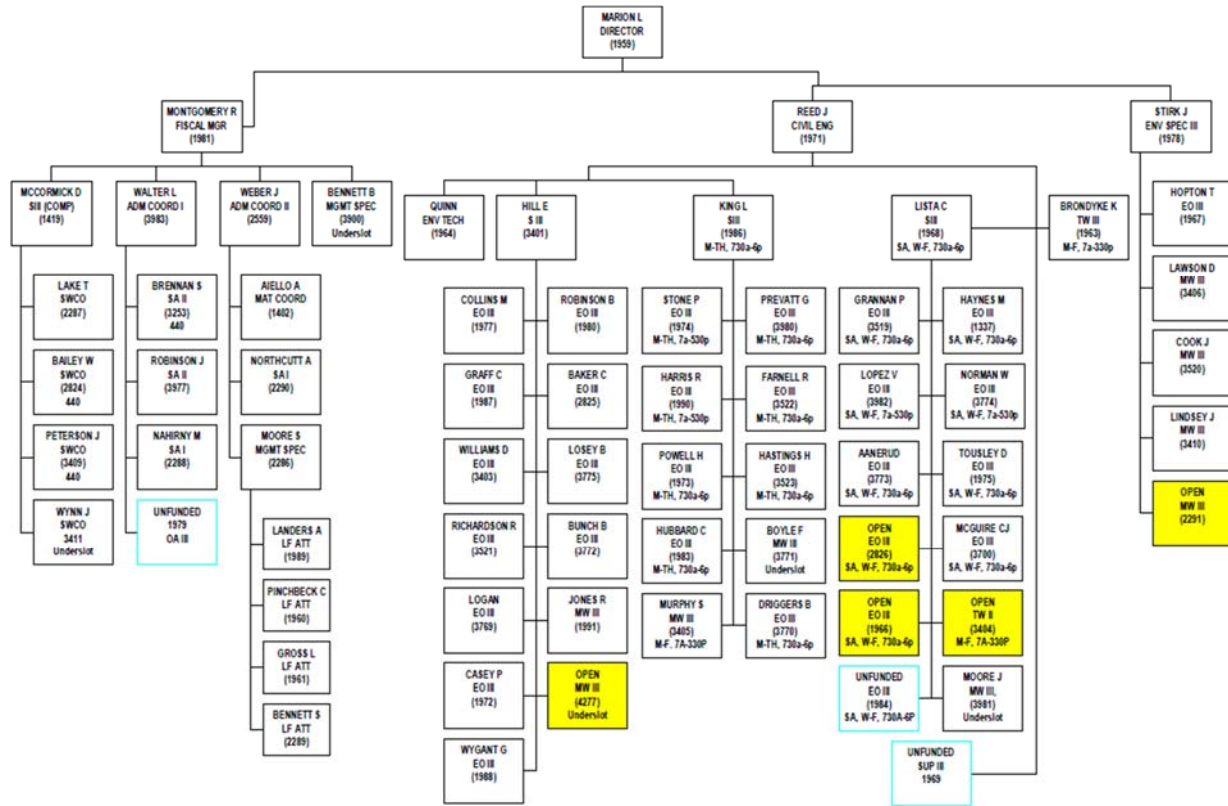 MARION L
DIRECTOR
(1959)
MONTGOMERY R
FISCAL MGR
(1981)
REED J
CIVIL ENG
(1971)
STIRK J
ENV SPEC III
(1978)
MCCORMICK D
SIII (COMP)
(1419)
WALTER L
ADM COORD I
(3983)
WEBER J
ADM COORD II
(2559)
BENNETT B
MGMT SPEC
(3900)
Underslot
QUINN
ENV TECH
(1964)
HILL E
S III
(3401)
KING L
SIII
(1986)
M-TH, 730a-6p
LISTA C
SIII
(1968)
SA, W-F, 730a-6p
BRONDYKE K
TW III
(1963)
M-F, 7a-330p
HOPTON T
EO III
(1967)
LAWSON D
MW III
(3406)
COOK J
MW III
(3520)
LINDSEY J
MW III
(3410)
OPEN
MW III
(2291)
LAKE T
SWCO
(2287)
BAILEY W
SWCO
(2824)
440
PETERSON J
SWCO
(3409)
440
WYNN J
SWCO
3411
Underslot
BRENNAN S
SA II
(3253)
440
ROBINSON J
SA II
(3977)
NAHIRNY M
SA I
(2288)
UNFUNDED
1979
OA III
AIELLO A
MAT COORD
(1402)
NORTHCUTT A
SA I
(2290)
MOORE S
MGMT SPEC
(2286)
LANDERS A
LF ATT
(1989)
PINCHBECK C
LF ATT
(1960)
GROSS L
LF ATT
(1961)
BENNETT S
LF ATT
(2289)
COLLINS M
EO III
(1977)
GRAFF C
EO III
(1987)
WILLIAMS D
EO III
(3403)
RICHARDSON R
EO III
(3521)
LOGAN
EO III
(3769)
CASEY P
EO III
(1972)
WYGANT G
EO III
(1988)
ROBINSON B
EO III
(1980)
BAKER C
EO III
(2825)
LOSEY B
EO III
(3775)
BUNCH B
EO III
(3772)
JONES R
MW III
(1991)
OPEN
MW III
(4277)
Underslot
STONE P
EO III
(1974)
M-TH, 7a-530p
HARRIS R
EO III
(1990)
M-TH, 7a-530p
POWELL H
EO III
(1973)
M-TH, 730a-6p
HUBBARD C
EO III
(1983)
M-TH, 730a-6p
MURPHY S
MW III
(3405)
M-F, 7A-330P
PREVATT G
EO III
(3980)
M-TH, 730a-6p
FARNELL R
EO III
(3522)
M-TH, 730a-6p
HASTINGS H
EO III
(3523)
M-TH, 730a-6p
BOYLE F
MW III
(3771)
Underslot
DRIGGERS B
EO III
(3770)
M-TH, 730a-6p
GRANNAN P
EO III
(3519)
SA, W-F, 730a-6p
LOPEZ V
EO III
(3982)
SA, W-F, 7a-530p
AANERUD
EO III
(3773)
SA, W-F, 730a-6p
OPEN
EO III
(2826)
SA, W-F, 730a-6p
OPEN
EO III
(1966)
SA, W-F, 730a-6p
UNFUNDED
EO III
(1984)
SA, W-F, 730A-6P
HAYNES M
EO III
(1337)
SA, W-F, 730a-6p
NORMAN W
EO III
(3774)
SA, W-F, 7a-530p
TOUSLEY D
EO III
(1975)
SA, W-F, 730a-6p
MCGUIRE CJ
EO III
(3700)
SA, W-F, 730a-6p
OPEN
TW II
(3404)
M-F, 7A-330P
MOORE J
MW III,
(3981)
Underslot
UNFUNDED
SUP III
1969